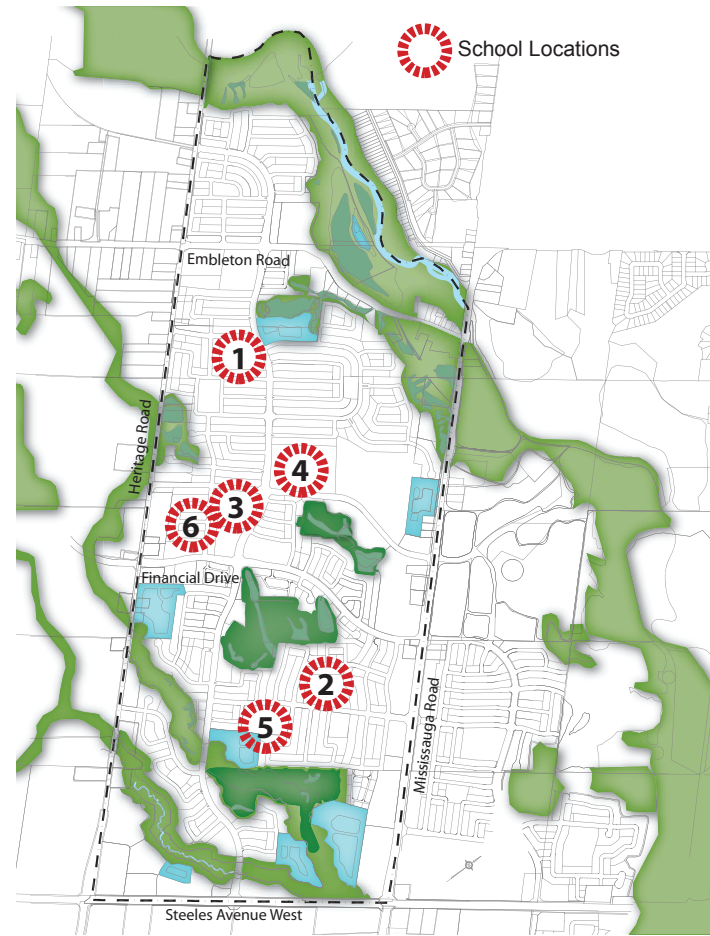 School Locations
Embleton Road
1
Heritage Road
4
3
6
Financial Drive
2
Mississauga Road
5
Steeles Avenue West